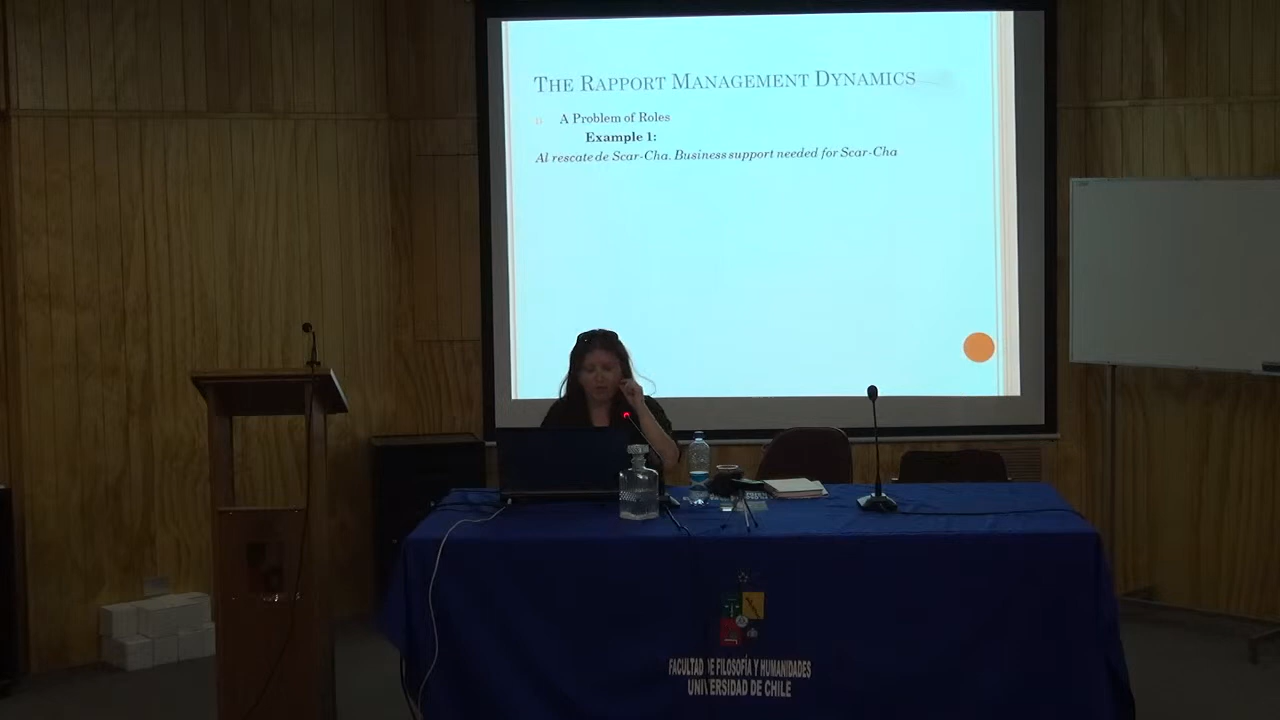 THE RAPPORT MANAGEMENT DYNAMICS
A Problem of Roles
Example 1:
Al rescate de Scar-Cha. Business support needed for Scar-Cha
FACULTAD DE FILOSOFÍA Y HUMANIDADES
UNIVERSIDAD DE CHILE